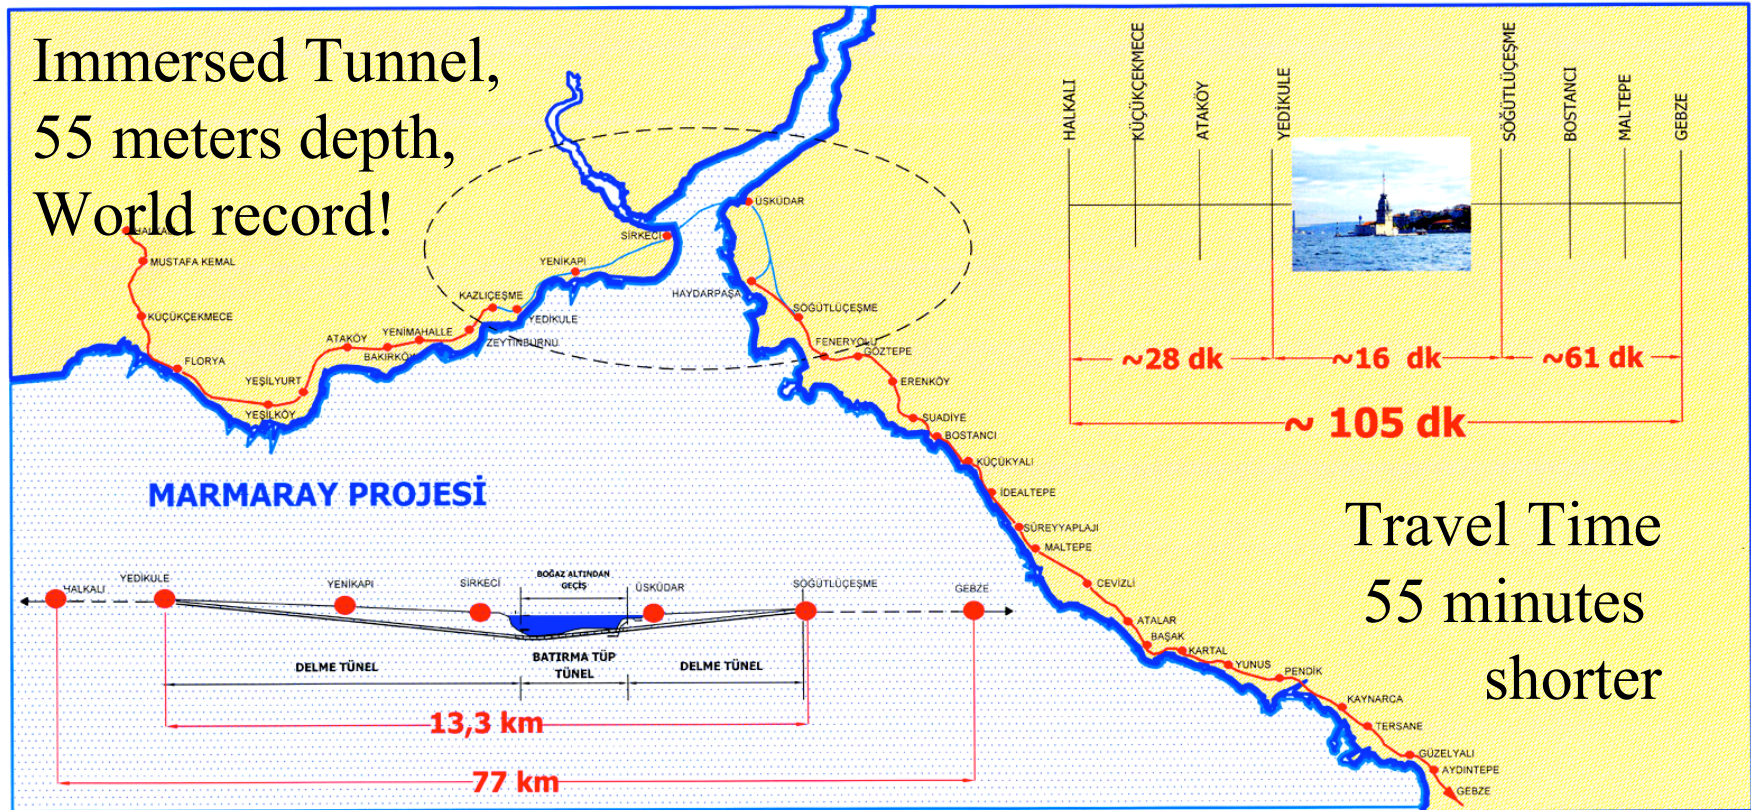 Immersed Tunnel,
55 meters depth,
World record!
HALKALI
MUSTAFA KEMAL
KÜÇÜKÇEKMECE
FLORYA
YEŞİLYURT
YEŞİLKÖY
ATAKÖY
BAKIRKÖY
YENİMAHALLE
ZEYTİNBURNU
KAZLIÇEŞME
YEDİKULE
YENİKAPI
SİRKECİ
ÜSKÜDAR
HAYDARPAŞA
SÖĞÜTLÜÇEŞME
FENERYOLU
GÖZTEPE
ERENKÖY
SUADİYE
BOSTANCI
KÜÇÜKYALI
İDEALTEPE
SÜREYYAPLAJI
MALTEPE
CEVİZLİ
ATALAR
BAŞAK
KARTAL
YUNUS
PENDİK
KAYNARCA
TERSANE
GÜZELYALI
AYDINTEPE
GEBZE
HALKALI
KÜÇÜKÇEKMECE
ATAKÖY
YEDİKULE
SÖĞÜTLÜÇEŞME
BOSTANCI
MALTEPE
GEBZE
~28 dk
~16 dk
~61 dk
~ 105 dk
Travel Time
55 minutes
shorter
MARMARAY PROJESİ
HALKALI
YEDİKULE
YENİKAPI
SİRKECİ
BOĞAZ ALTINDAN
GEÇİŞ
ÜSKÜDAR
SÖĞÜTLÜÇEŞME
GEBZE
DELME TÜNEL
BATIRMA TÜP
TÜNEL
DELME TÜNEL
13,3 km
77 km